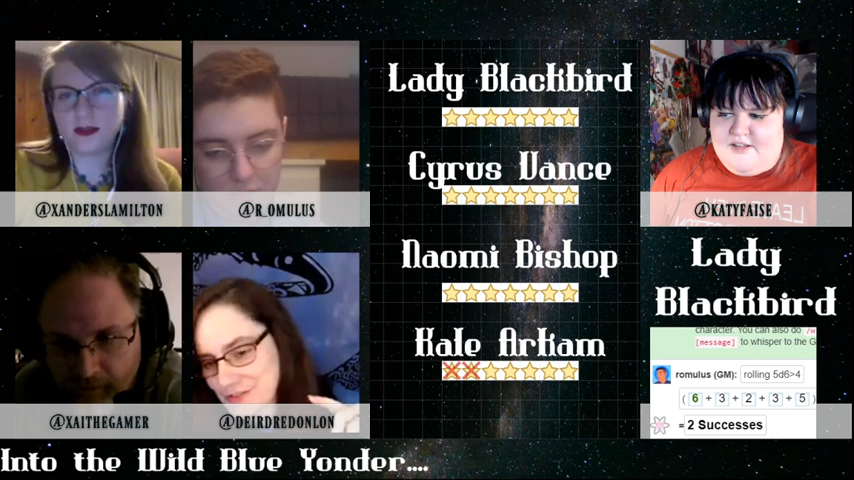 Lady Blackbird
Cyrus Vance
Naomi Bishop
Kale Arkam
@XANDERSLAMILTON
@R_OMULUS
@KATYFAISE
@XAITHEGAMER
@DEIRDREDONLON
Lady
Blackbird
character. You can also do /w
[message] to whisper to the G
romulus (GM): rolling 5d6>4
( 6 + 3 + 2 + 3 + 5 )
= 2 Successes
Into the Wild Blue Yonder....